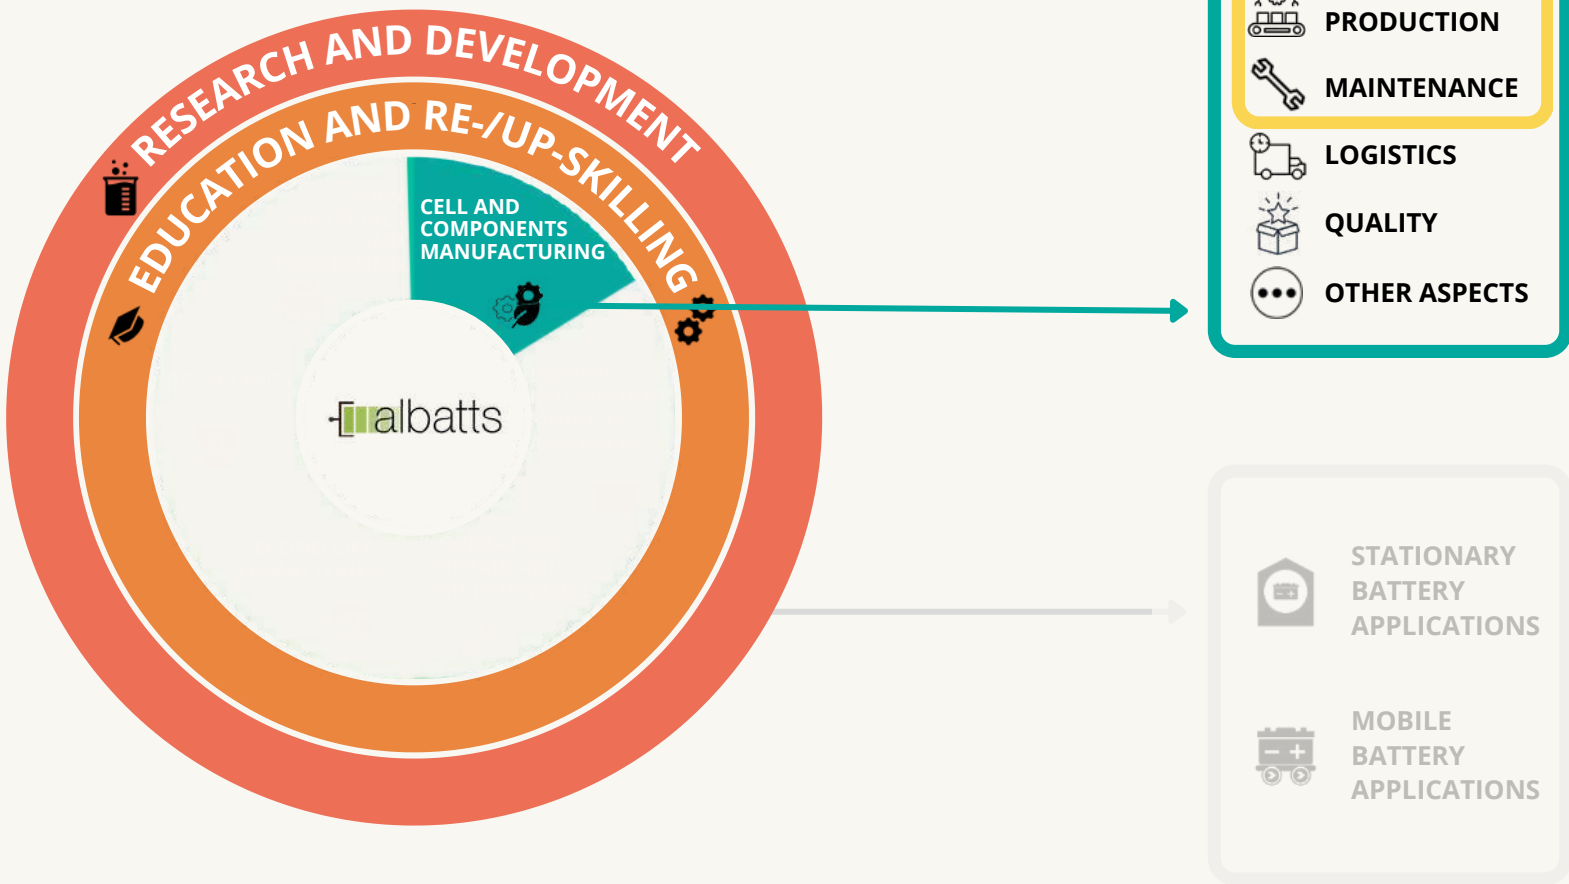 RESEARCH AND DEVELOPMENT
EDUCATION AND RE-/UP-SKILLING
CELL AND
COMPONENTS
MANUFACTURING
albatts
PRODUCTION
MAINTENANCE
LOGISTICS
QUALITY
OTHER ASPECTS
STATIONARY
BATTERY
APPLICATIONS
MOBILE
BATTERY
APPLICATIONS